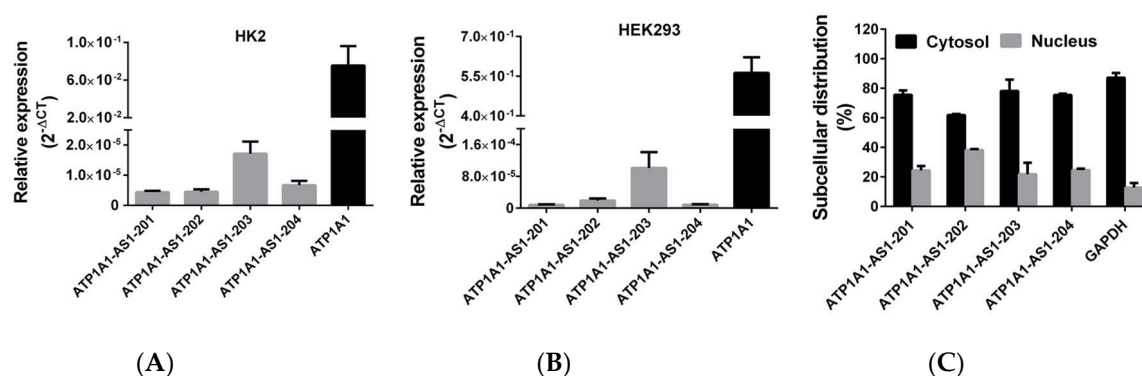 HK2
Relative expression
(2-ΔCT)
1.0×10-1
6.0×10-2
2.0×10-2
2.0×10-5
1.0×10-5
0
ATP1A1-AS1-201
ATP1A1-AS1-202
ATP1A1-AS1-203
ATP1A1-AS1-204
ATP1A1
(A)
HEK293
Relative expression
(2-ΔCT)
7.5×10-1
5.5×10-1
3.0×10-1
1.6×10-4
8.0×10-5
0
ATP1A1-AS1-201
ATP1A1-AS1-202
ATP1A1-AS1-203
ATP1A1-AS1-204
ATP1A1
(B)
Cytosol Nucleus
Subcellular distribution
(%)
100
80
60
40
20
0
ATP1A1-AS1-201
ATP1A1-AS1-202
ATP1A1-AS1-203
ATP1A1-AS1-204
GAPDH
(C)